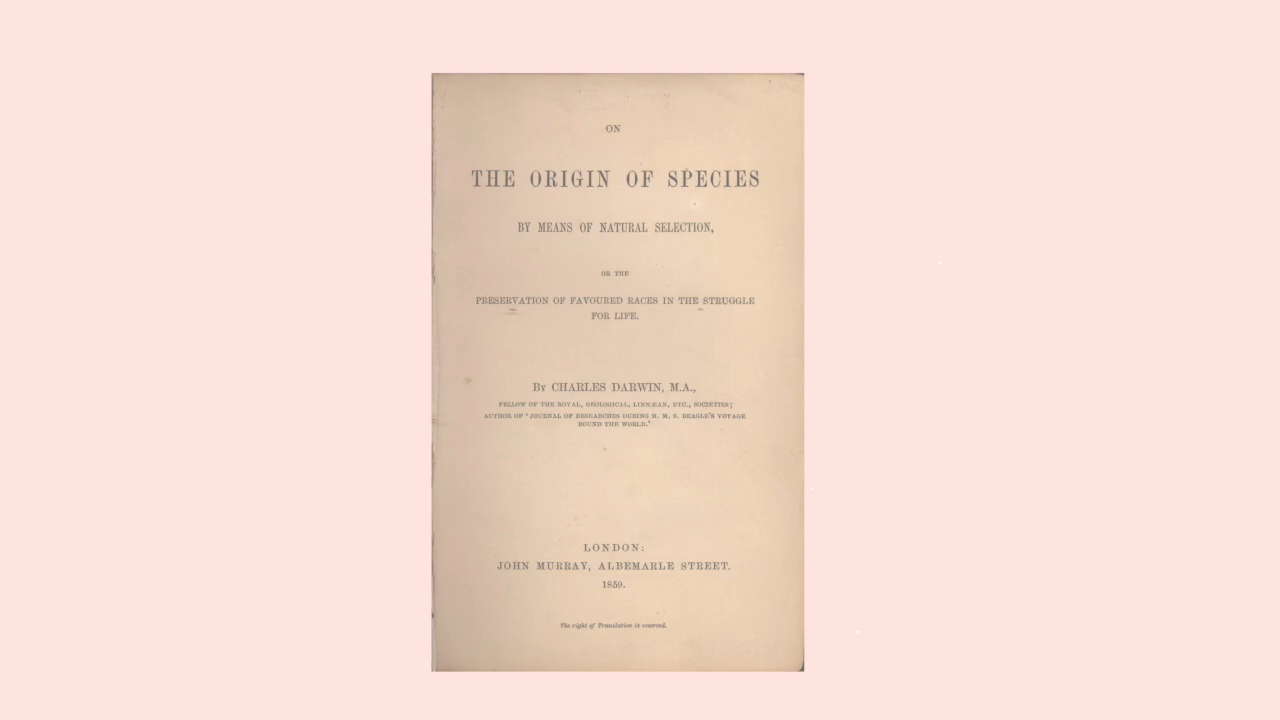 ON
THE ORIGIN OF SPECIES
BY MEANS OF NATURAL SELECTION,
OR THE
PRESERVATION OF FAVOURED RACES IN THE STRUGGLE
FOR LIFE.
BY CHARLES DARWIN, M.A.,
FELLOW OF THE ROYAL, GEOLOGICAL, LINNÆAN, ETC., SOCIETIES;
AUTHOR OF 'JOURNAL OF RESEARCHES DURING H. M. S. BEAGLE'S VOYAGE
ROUND THE WORLD.'
LONDON:
JOHN MURRAY, ALBEMARLE STREET.
1859.
The right of Translation is reserved.